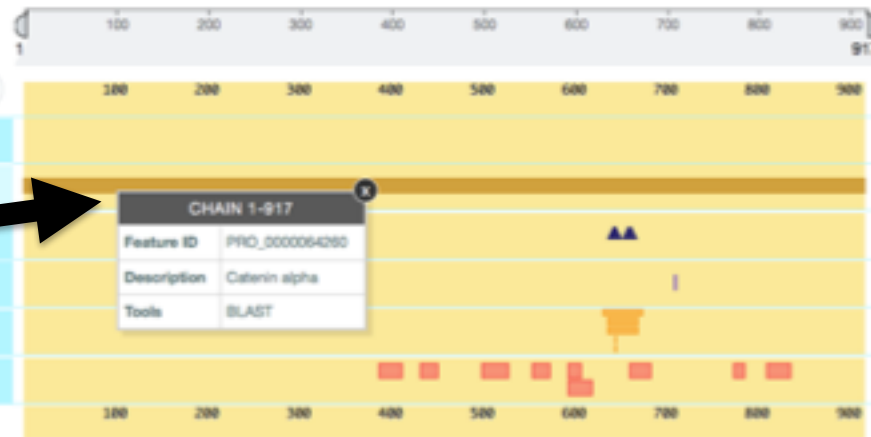 100 200 300 400 500 600 700 800 900
1
100 200 300 400 500 600 700 800 900
x
CHAIN 1-917
Feature ID PRO_0000064260
Description Catenin alpha
Tools BLAST
100 200 300 400 500 600 700 800 900